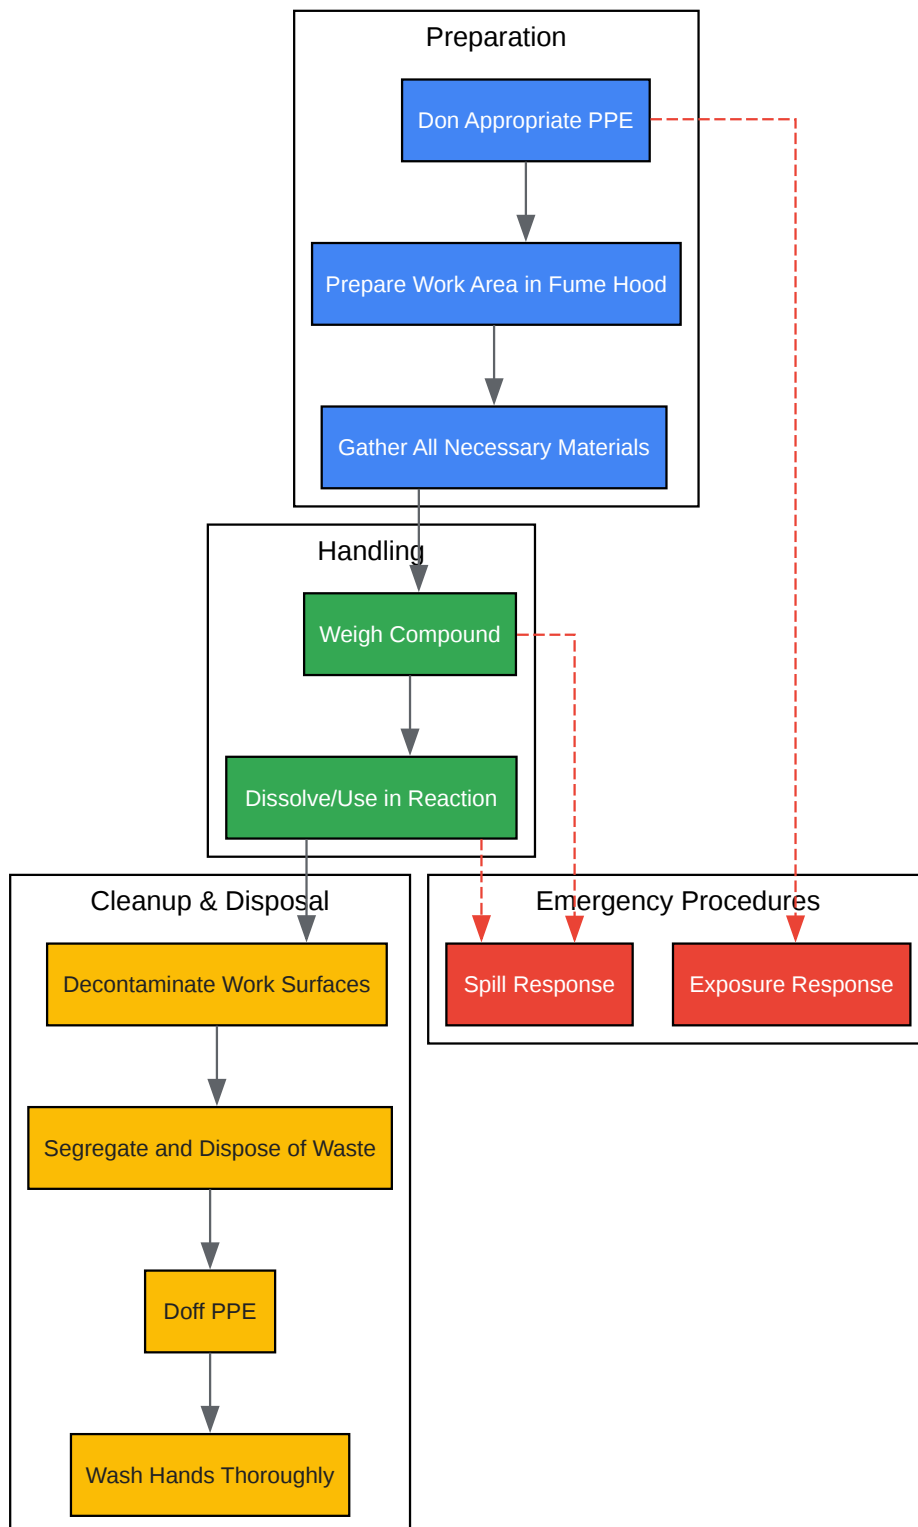 Preparation
Don Appropriate PPE
Prepare Work Area in Fume Hood
Gather All Necessary Materials
Handling
Weigh Compound
Dissolve/Use in Reaction
Cleanup & Disposal
Decontaminate Work Surfaces
Segregate and Dispose of Waste
Doff PPE
Wash Hands Thoroughly
Emergency Procedures
Spill Response
Exposure Response